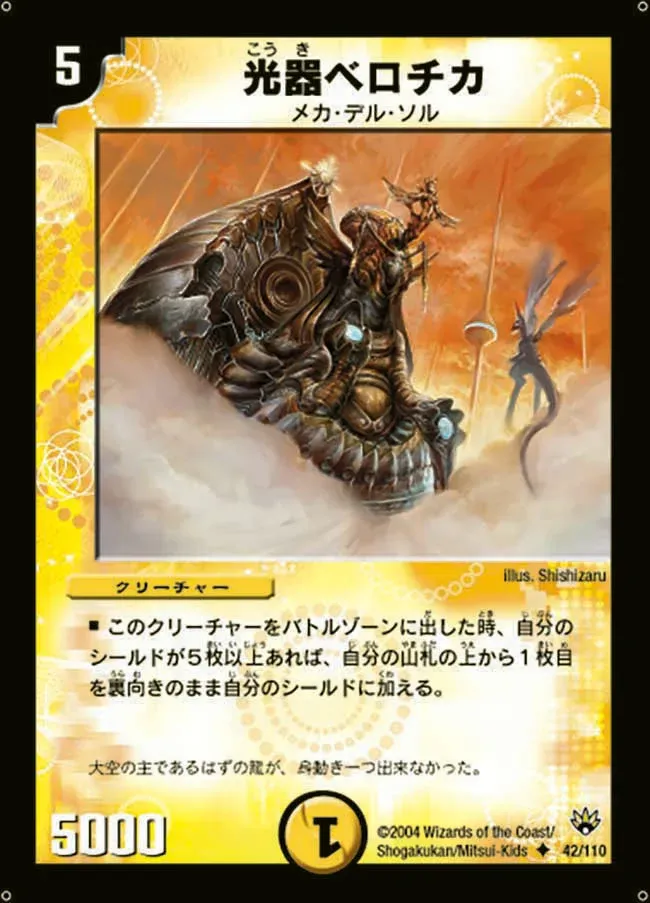 5
こうき
光器ベロチカ
メカ・デル・ソル
illus. Shishizaru
クリーチャー
■ このクリーチャーをバトルゾーンに出した時、自分の
シールドが5枚以上あれば、自分の山札の上から1枚目
を裏向きのまま自分のシールドに加える。
大空の主であるはずの龍が、身動き一つ出来なかった。
5000
1
©2004 Wizards of the Coast/
Shogakukan/Mitsui-Kids ♦ 42/110